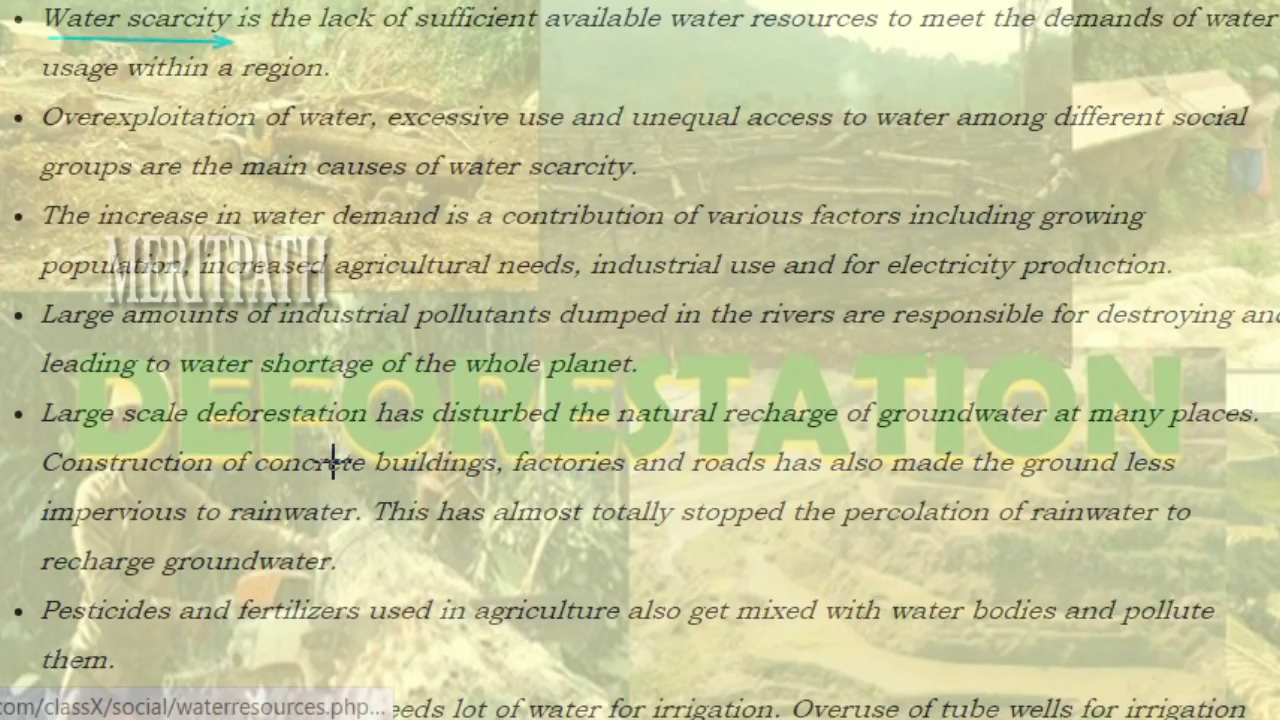 • Water scarcity is the lack of sufficient available water resources to meet the demands of water
usage within a region.
• Overexploitation of water, excessive use and unequal access to water among different social
groups are the main causes of water scarcity.
• The increase in water demand is a contribution of various factors including growing
population, increased agricultural needs, industrial use and for electricity production.
MERITPATH
• Large amounts of industrial pollutants dumped in the rivers are responsible for destroying and
leading to water shortage of the whole planet.
DEFORESTATION
• Large scale deforestation has disturbed the natural recharge of groundwater at many places.
Construction of concrete buildings, factories and roads has also made the ground less
impervious to rainwater. This has almost totally stopped the percolation of rainwater to
recharge groundwater.
• Pesticides and fertilizers used in agriculture also get mixed with water bodies and pollute
them.
com/classX/social/waterresources.php...
lot of water for irrigation. Overuse of tube wells for irrigation